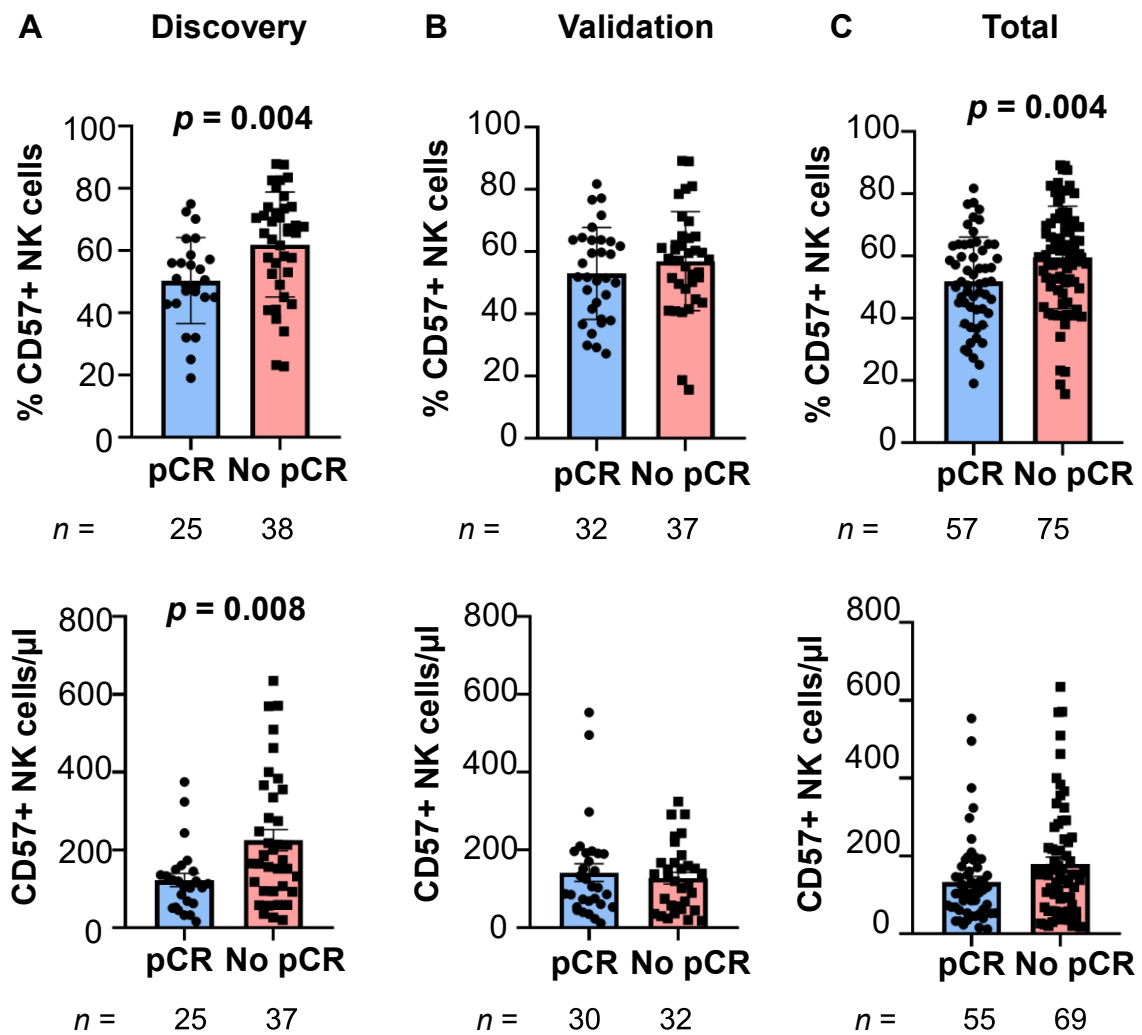 A Discovery B Validation C Total
p = 0.004
100
80
60
40
20
0
% CD57+ NK cells
pCR No pCR
n = 25 38
100
80
60
40
20
0
% CD57+ NK cells
pCR No pCR
n = 32 37
p = 0.004
100
80
60
40
20
0
% CD57+ NK cells
pCR No pCR
n = 57 75
p = 0.008
800
600
400
200
0
CD57+ NK cells/µl
pCR No pCR
n = 25 37
800
600
400
200
0
CD57+ NK cells/µl
pCR No pCR
n = 30 32
800
600
400
200
0
CD57+ NK cells/µl
pCR No pCR
n = 55 69